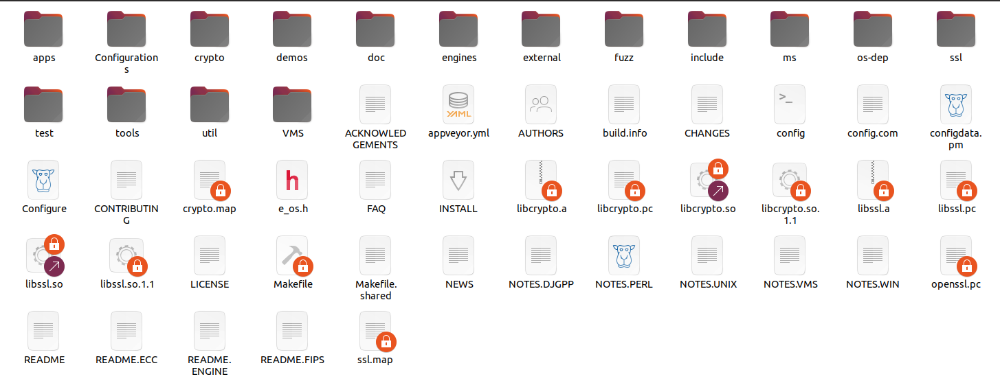 apps Configurations crypto demos doc engines external fuzz include ms os-dep ssl
test tools util VMS ACKNOWLEDGEMENTS YAML appveyor.yml AUTHORS build.info CHANGES >_ config config.com configdata.pm
Configure CONTRIBUTING crypto.map h e_os.h FAQ INSTALL libcrypto.a libcrypto.pc libcrypto.so libcrypto.so.1.1 libssl.a libssl.pc
libssl.so libssl.so.1.1 LICENSE Makefile Makefile.shared NEWS NOTES.DJGPP NOTES.PERL NOTES.UNIX NOTES.VMS NOTES.WIN openssl.pc
README README.ECC README.ENGINE README.FIPS ssl.map